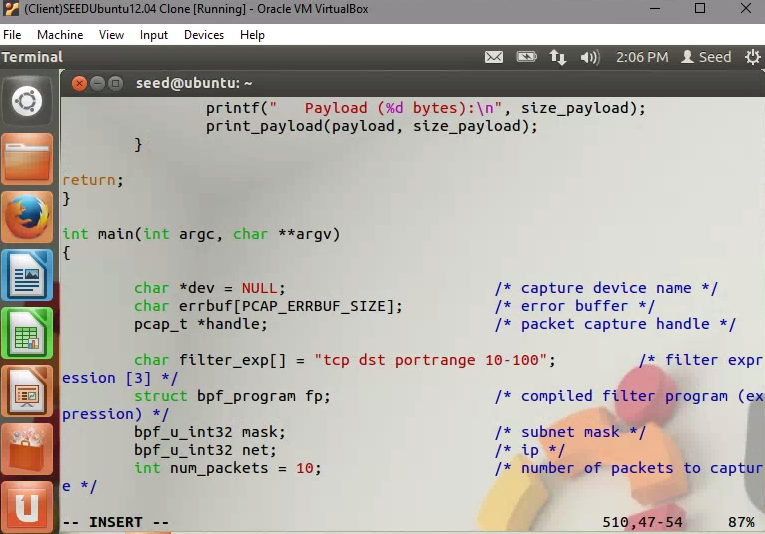 (Client)SEEDUbuntu12.04 Clone [Running] - Oracle VM VirtualBox
File Machine View Input Devices Help
Terminal 2:06 PM Seed
seed@ubuntu: ~
printf("   Payload (%d bytes):\n", size_payload);
print_payload(payload, size_payload);
}
return;
}
int main(int argc, char **argv)
{
char *dev = NULL; /* capture device name */
char errbuf[PCAP_ERRBUF_SIZE]; /* error buffer */
pcap_t *handle; /* packet capture handle */
char filter_exp[] = "tcp dst portrange 10-100"; /* filter expr
ession [3] */
struct bpf_program fp; /* compiled filter program (ex
pression) */
bpf_u_int32 mask; /* subnet mask */
bpf_u_int32 net; /* ip */
int num_packets = 10; /* number of packets to captur
e */
-- INSERT -- 510,47-54 87%